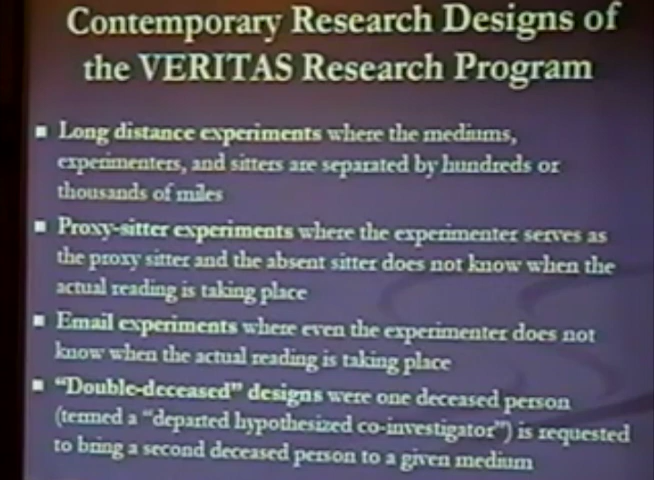 Contemporary Research Designs of
the VERITAS Research Program
▪ Long distance experiments where the mediums,
experimenters, and sitters are separated by hundreds or
thousands of miles
▪ Proxy-sitter experiments where the experimenter serves as
the proxy sitter and the absent sitter does not know when the
actual reading is taking place
▪ Email experiments where even the experimenter does not
know when the actual reading is taking place
▪ “Double-deceased” designs were one deceased person
(termed a “departed hypothesized co-investigator”) is requested
to bring a second deceased person to a given medium